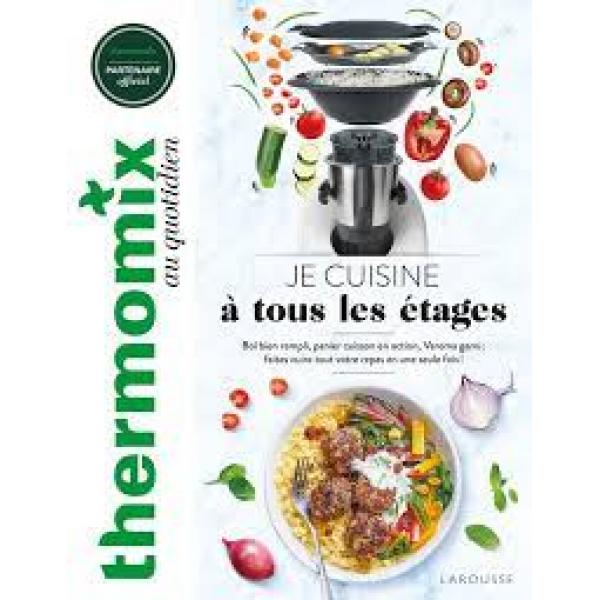 PARTENAIRE
officiel
thermomix
au quotidien
JE CUISINE
à tous les étages
Bol bien rempli, panier cuisson en action, Varoma garni :
faites cuire tout votre repas en une seule fois !
LAROUSSE